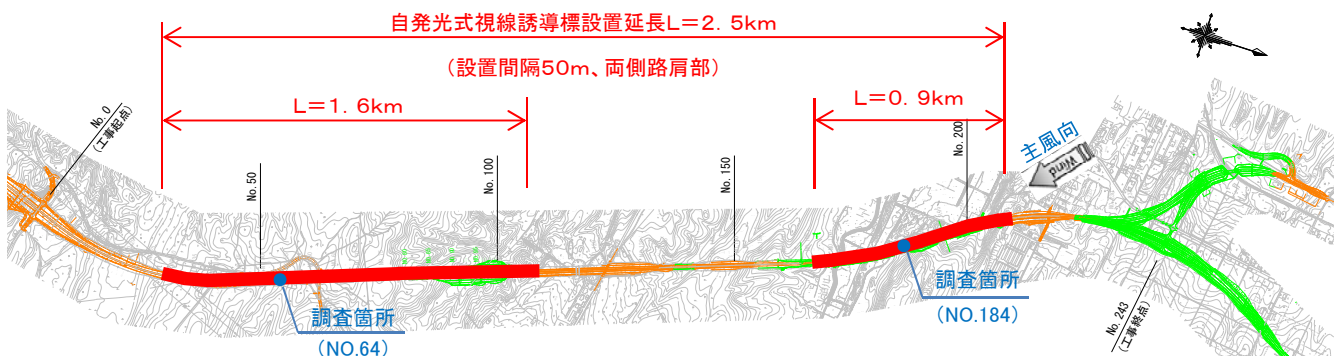 自発光式視線誘導標設置延長L=2.5km
(設置間隔50m、両側路肩部)
L=1.6km
L=0.9km
No.0
(工事起点)
No.50
No.100
No.150
No.200
主風向
Wind
調査箇所
(NO.64)
調査箇所
(NO.184)
No.243
(工事終点)